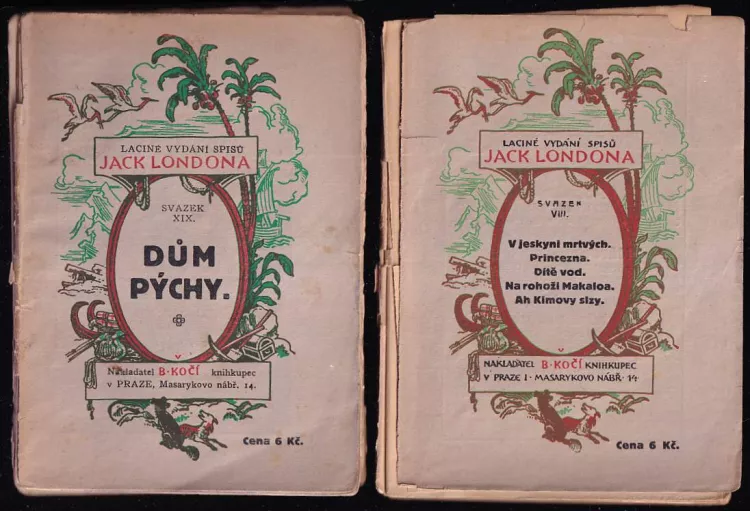 LACINÉ VYDÁNÍ SPISŮ
JACK LONDONA
SVAZEK
XIX.
DŮM
PÝCHY.
Nakladatel B·KOČÍ knihkupec
v PRAZE, Masarykovo nábř. 14.
Cena 6 Kč.
LACINÉ VYDÁNÍ SPISŮ
JACK LONDONA
SVAZEK
VIII.
V jeskyni mrtvých.
Princezna.
Dítě vod.
Na rohoži Makaloa.
Ah Kimovy slzy.
NAKLADATEL B·KOČÍ KNIHKUPEC
V PRAZE I·MASARYKOVO NÁBŘ·14
Cena 6 Kč.